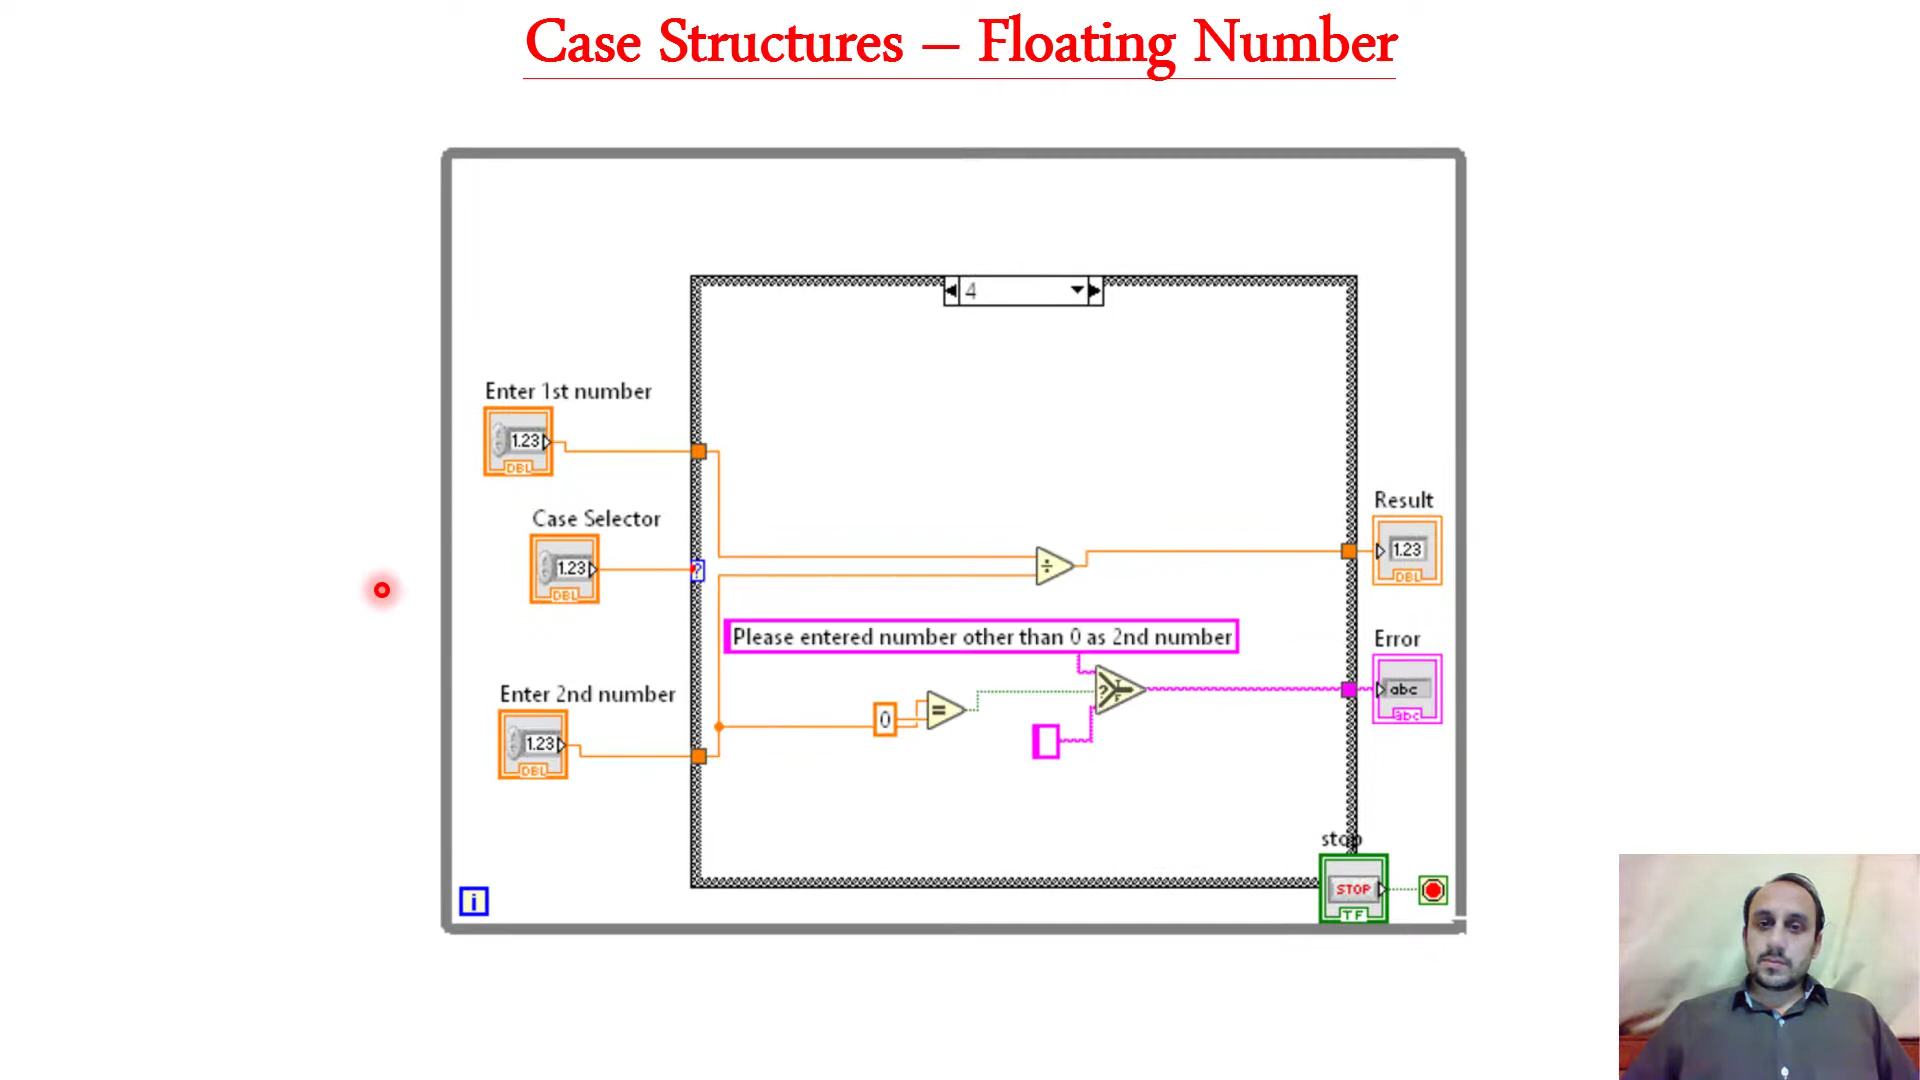 Case Structures – Floating Number
4
Enter 1st number
1.23
DBL
Case Selector
1.23
DBL
?
÷
Result
1.23
DBL
Please entered number other than 0 as 2nd number
Error
abc
abc
?
T
F
Enter 2nd number
1.23
DBL
0
=
stop
STOP
TF
i